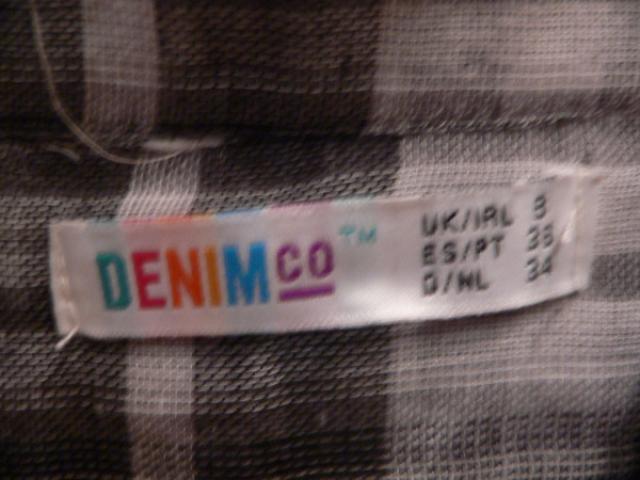 DENIMCO™
UK/IRL 8
ES/PT 36
D/NL 34